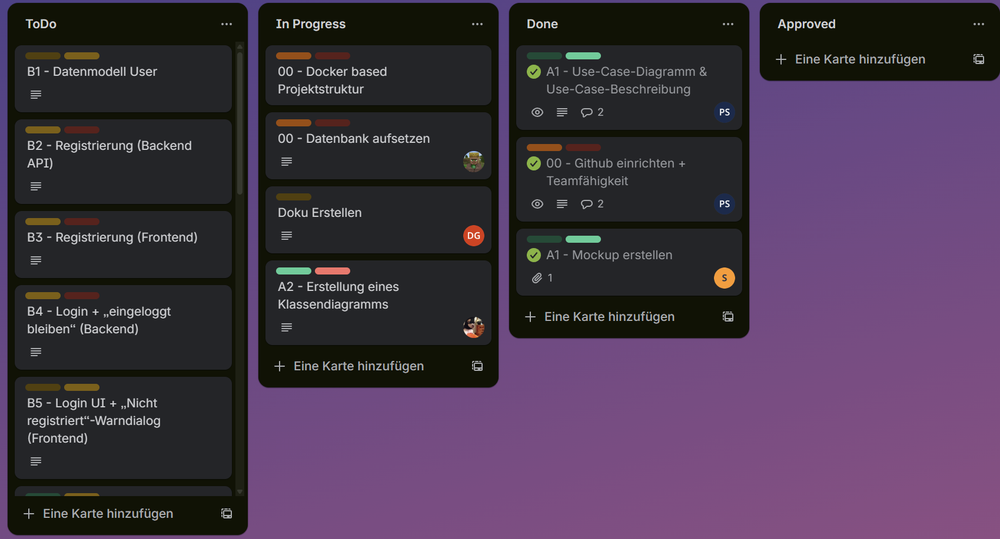 ToDo
B1 - Datenmodell User
B2 - Registrierung (Backend
API)
B3 - Registrierung (Frontend)
B4 - Login + „eingeloggt
bleiben“ (Backend)
B5 - Login UI + „Nicht
registriert“-Warndialog
(Frontend)
Eine Karte hinzufügen
In Progress
00 - Docker based
Projektstruktur
00 - Datenbank aufsetzen
Doku Erstellen
DG
A2 - Erstellung eines
Klassendiagramms
Eine Karte hinzufügen
Done
A1 - Use-Case-Diagramm &
Use-Case-Beschreibung
2
PS
00 - Github einrichten +
Teamfähigkeit
2
PS
A1 - Mockup erstellen
1
S
Eine Karte hinzufügen
Approved
Eine Karte hinzufügen